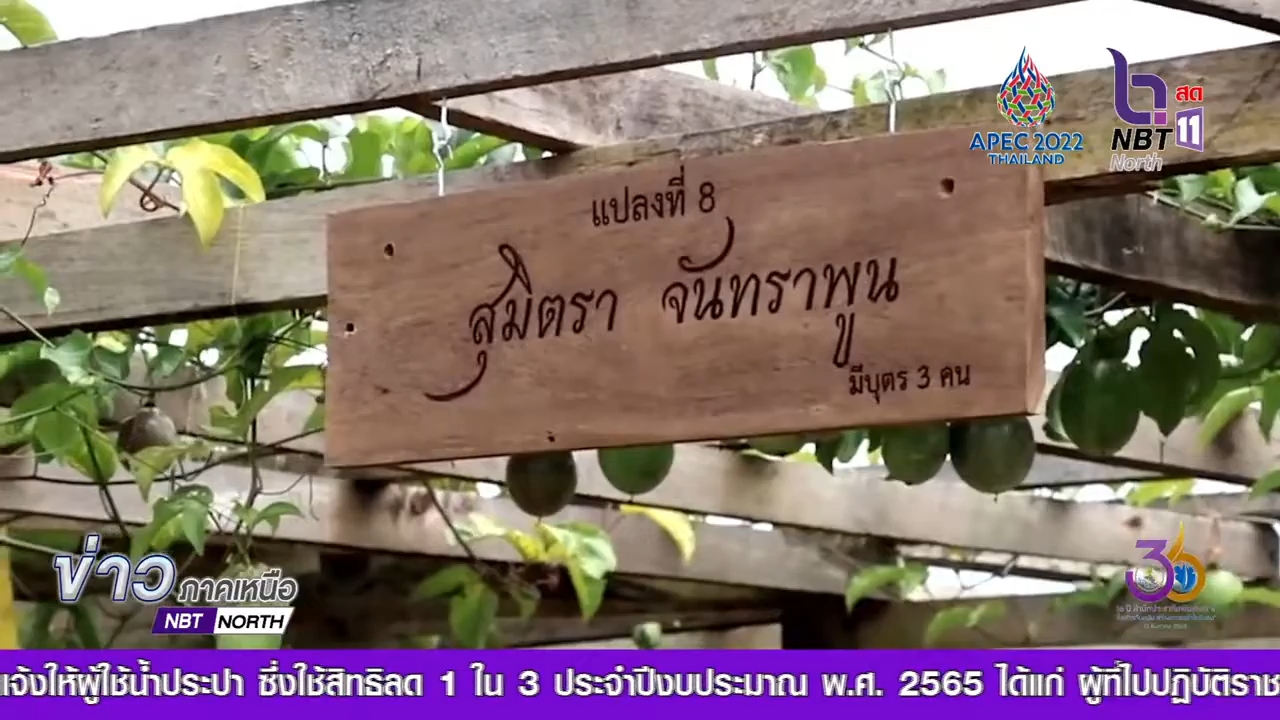 APEC 2022
THAILAND
สด
NBT 11
North
แปลงที่ 8
สุมิตรา จันทราพูน
มีบุตร 3 คน
ข่าว ภาคเหนือ
NBT NORTH
36
แจ้งให้ผู้ใช้น้ำประปา ซึ่งใช้สิทธิลด 1 ใน 3 ประจำปีงบประมาณ พ.ศ. 2565 ได้แก่ ผู้ที่ไปปฏิบัติราช